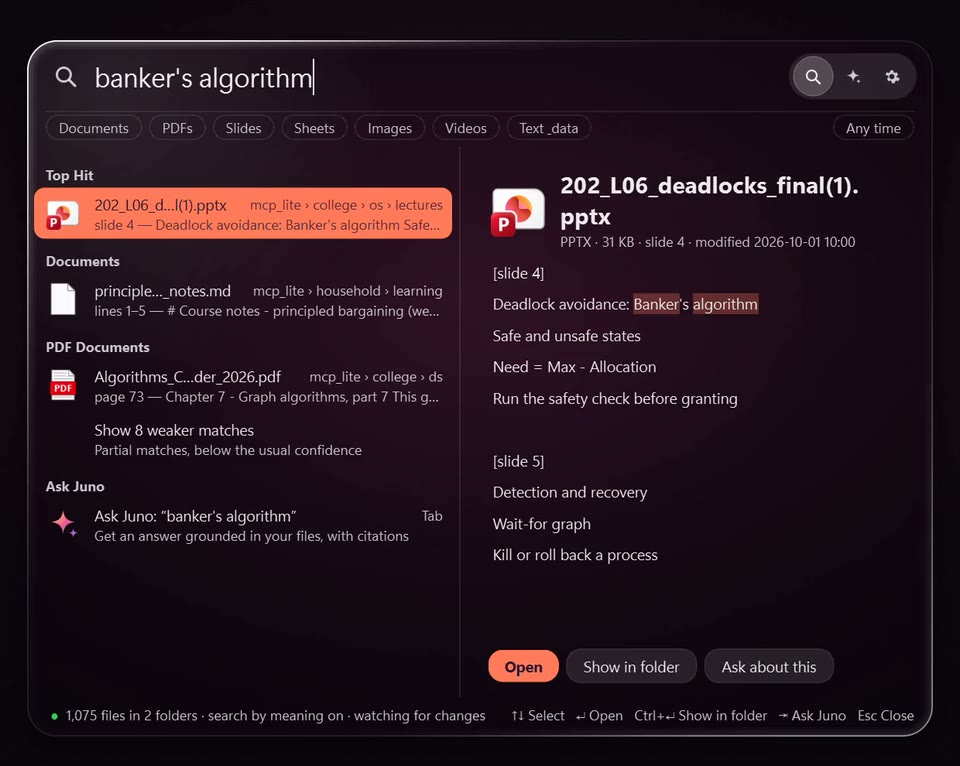 banker's algorithm
Documents
PDFs
Slides
Sheets
Images
Videos
Text _data
Any time
Top Hit
202_L06_d...l(1).pptx mcp_lite › college › os › lectures
slide 4 — Deadlock avoidance: Banker's algorithm Safe...
Documents
principle..._notes.md mcp_lite › household › learning
lines 1–5 — # Course notes - principled bargaining (we...
PDF Documents
PDF
Algorithms_C...der_2026.pdf mcp_lite › college › ds
page 73 — Chapter 7 - Graph algorithms, part 7 This g...
Show 8 weaker matches
Partial matches, below the usual confidence
Ask Juno
Ask Juno: “banker's algorithm” Tab
Get an answer grounded in your files, with citations
P
202_L06_deadlocks_final(1).
pptx
PPTX · 31 KB · slide 4 · modified 2026-10-01 10:00
[slide 4]
Deadlock avoidance: Banker's algorithm
Safe and unsafe states
Need = Max - Allocation
Run the safety check before granting
[slide 5]
Detection and recovery
Wait-for graph
Kill or roll back a process
Open
Show in folder
Ask about this
1,075 files in 2 folders · search by meaning on · watching for changes
↑↓ Select ↵ Open Ctrl+↵ Show in folder ⇥ Ask Juno Esc Close